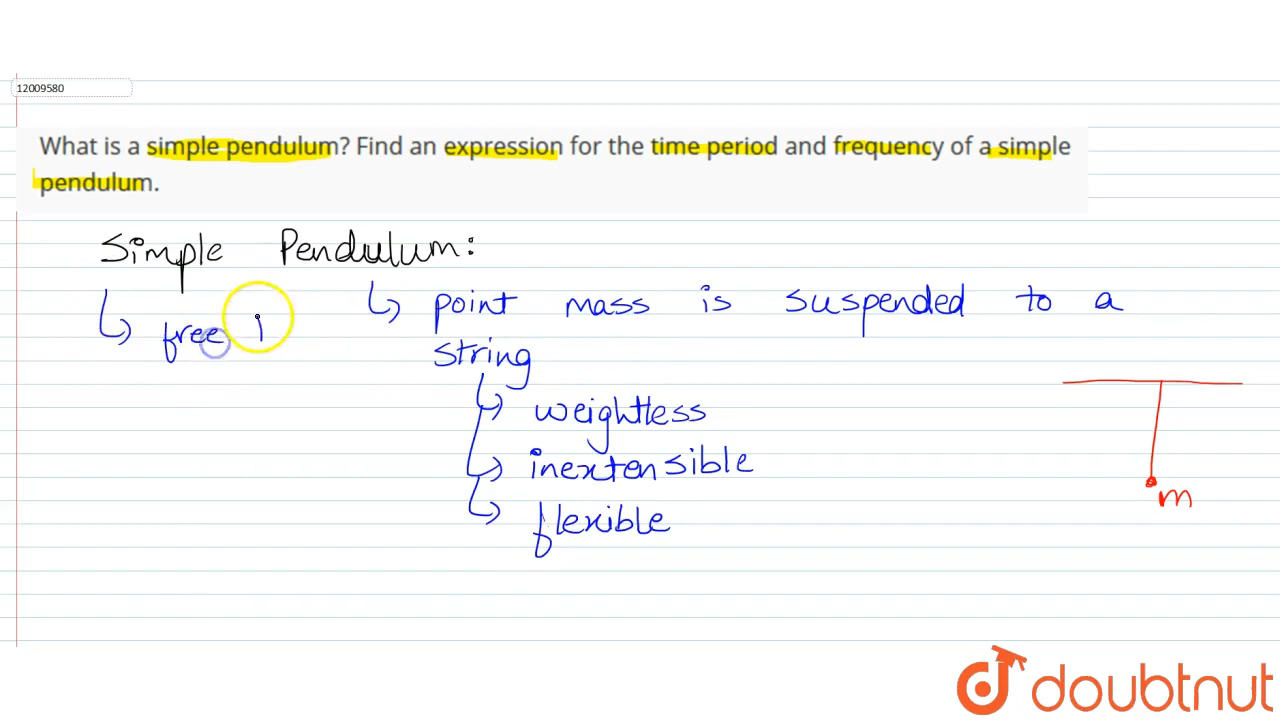 12009580
What is a simple pendulum? Find an expression for the time period and frequency of a simple
pendulum.
Simple Pendulum:
↳ point mass is suspended to a
↳ free i
string
↳ weightless
↳ inextensible
↳ flexible
m
doubtnut